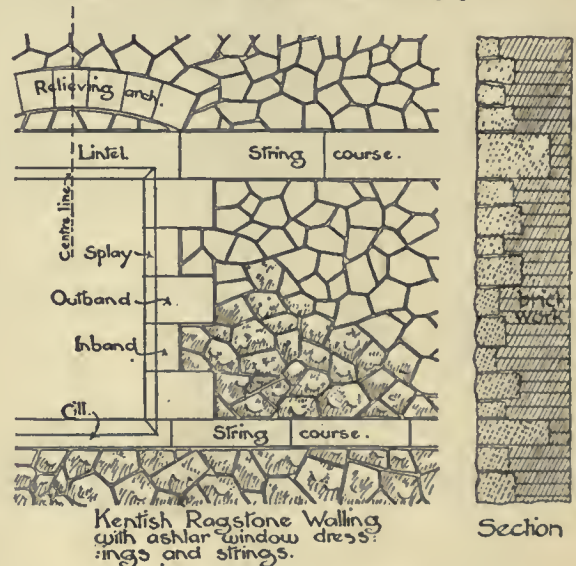 Relieving arch.
Lintel.
String course.
Centre line
Splay
Outband
Inband
Cill.
String course.
brick
work
Kentish Ragstone Walling
with ashlar window dress:
:ings and strings.
Section